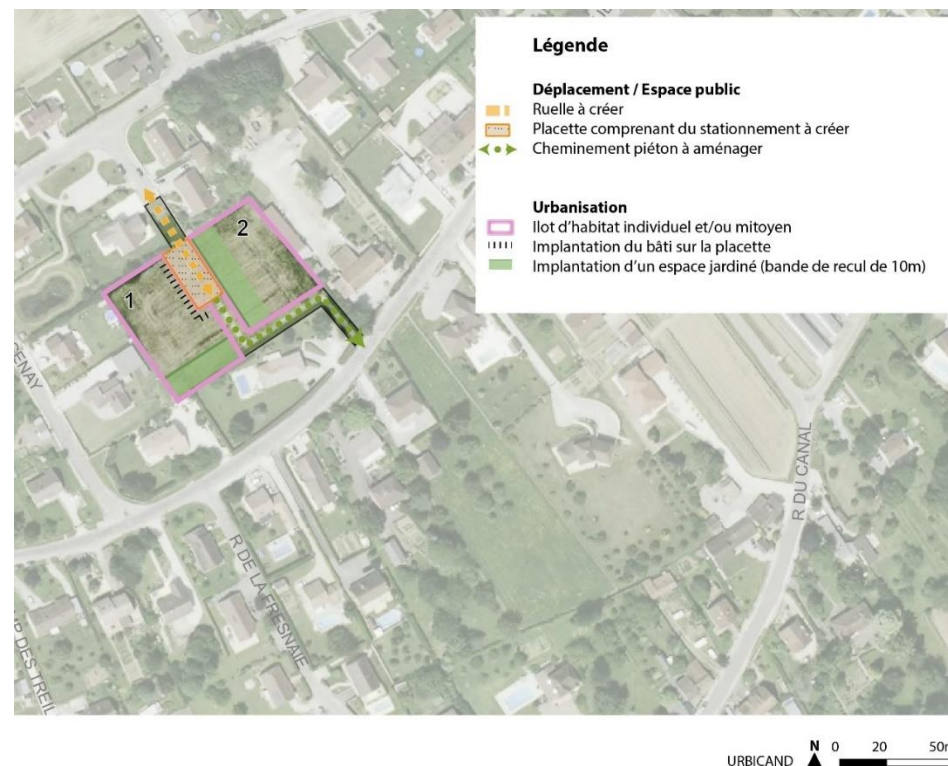 Légende
Déplacement / Espace public
Ruelle à créer
Placette comprenant du stationnement à créer
Cheminement piéton à aménager
Urbanisation
Ilot d'habitat individuel et/ou mitoyen
Implantation du bâti sur la placette
Implantation d'un espace jardiné (bande de recul de 10m)
2
1
R DU CANAL
R DE LA FRESNAIE
URBICAND
N
0 20 50m